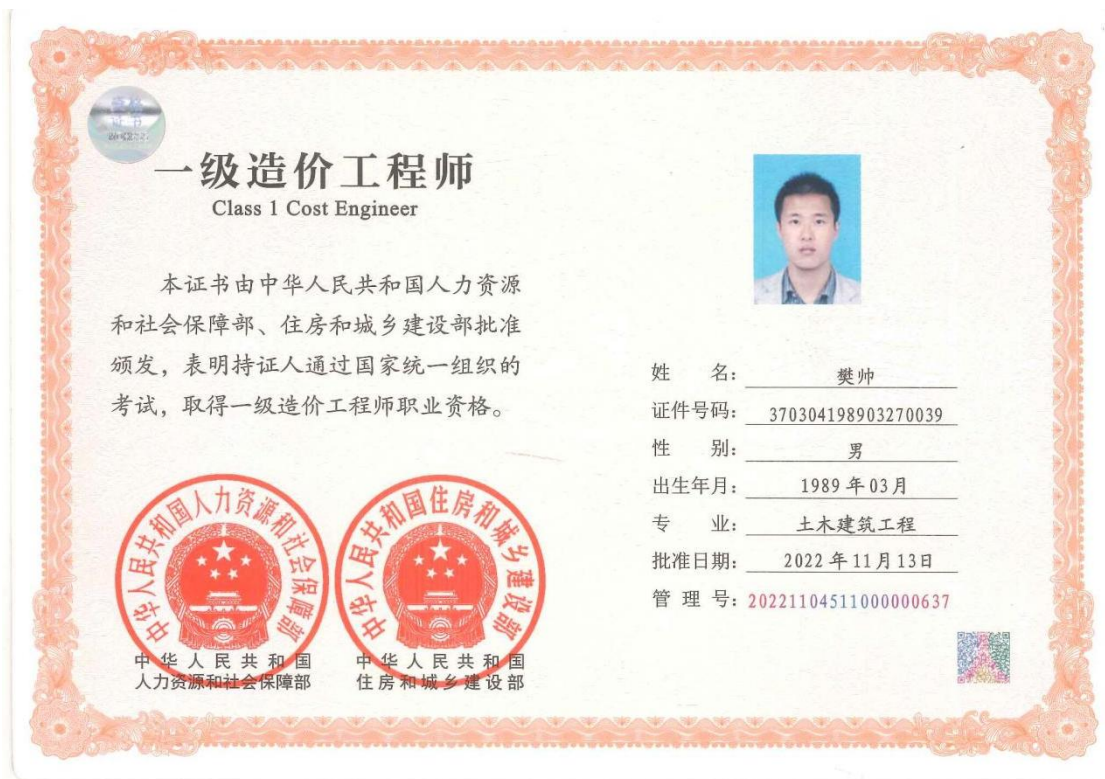 资格
证书
一级造价工程师
Class 1 Cost Engineer
本证书由中华人民共和国人力资源
和社会保障部、住房和城乡建设部批准
颁发，表明持证人通过国家统一组织的
考试，取得一级造价工程师职业资格。
中华人民共和国人力资源和社会保障部
中华人民共和国
人力资源和社会保障部
中华人民共和国住房和城乡建设部
中华人民共和国
住房和城乡建设部
姓 名： 樊帅
证件号码： 370304198903270039
性 别： 男
出生年月： 1989年03月
专 业： 土木建筑工程
批准日期： 2022年11月13日
管 理 号： 20221104511000000637